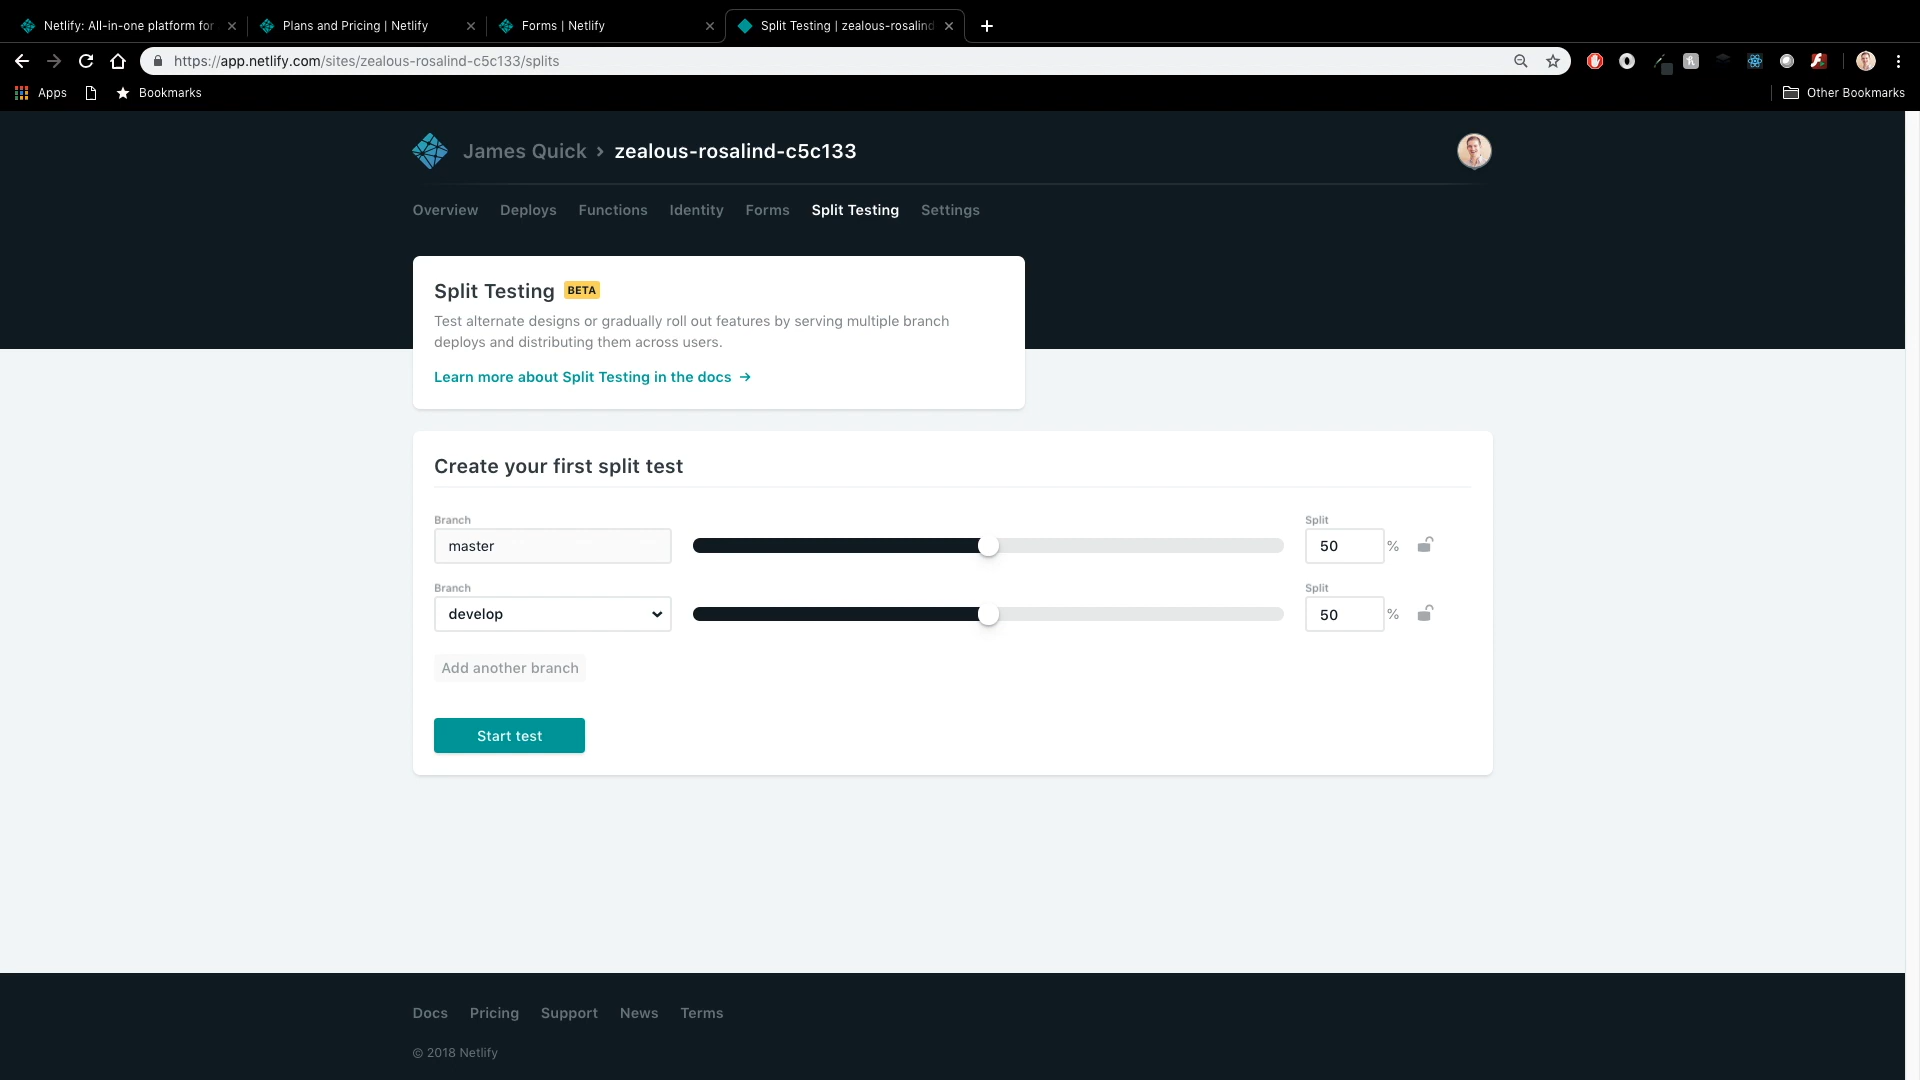 Netlify: All-in-one platform for
Plans and Pricing | Netlify
Forms | Netlify
Split Testing | zealous-rosalind
https://app.netlify.com/sites/zealous-rosalind-c5c133/splits
Apps
Bookmarks
Other Bookmarks
James Quick › zealous-rosalind-c5c133
Overview Deploys Functions Identity Forms Split Testing Settings
Split Testing BETA
Test alternate designs or gradually roll out features by serving multiple branch
deploys and distributing them across users.
Learn more about Split Testing in the docs →
Create your first split test
Branch
Split
master
50 %
Branch
Split
develop
50 %
Add another branch
Start test
Docs Pricing Support News Terms
© 2018 Netlify